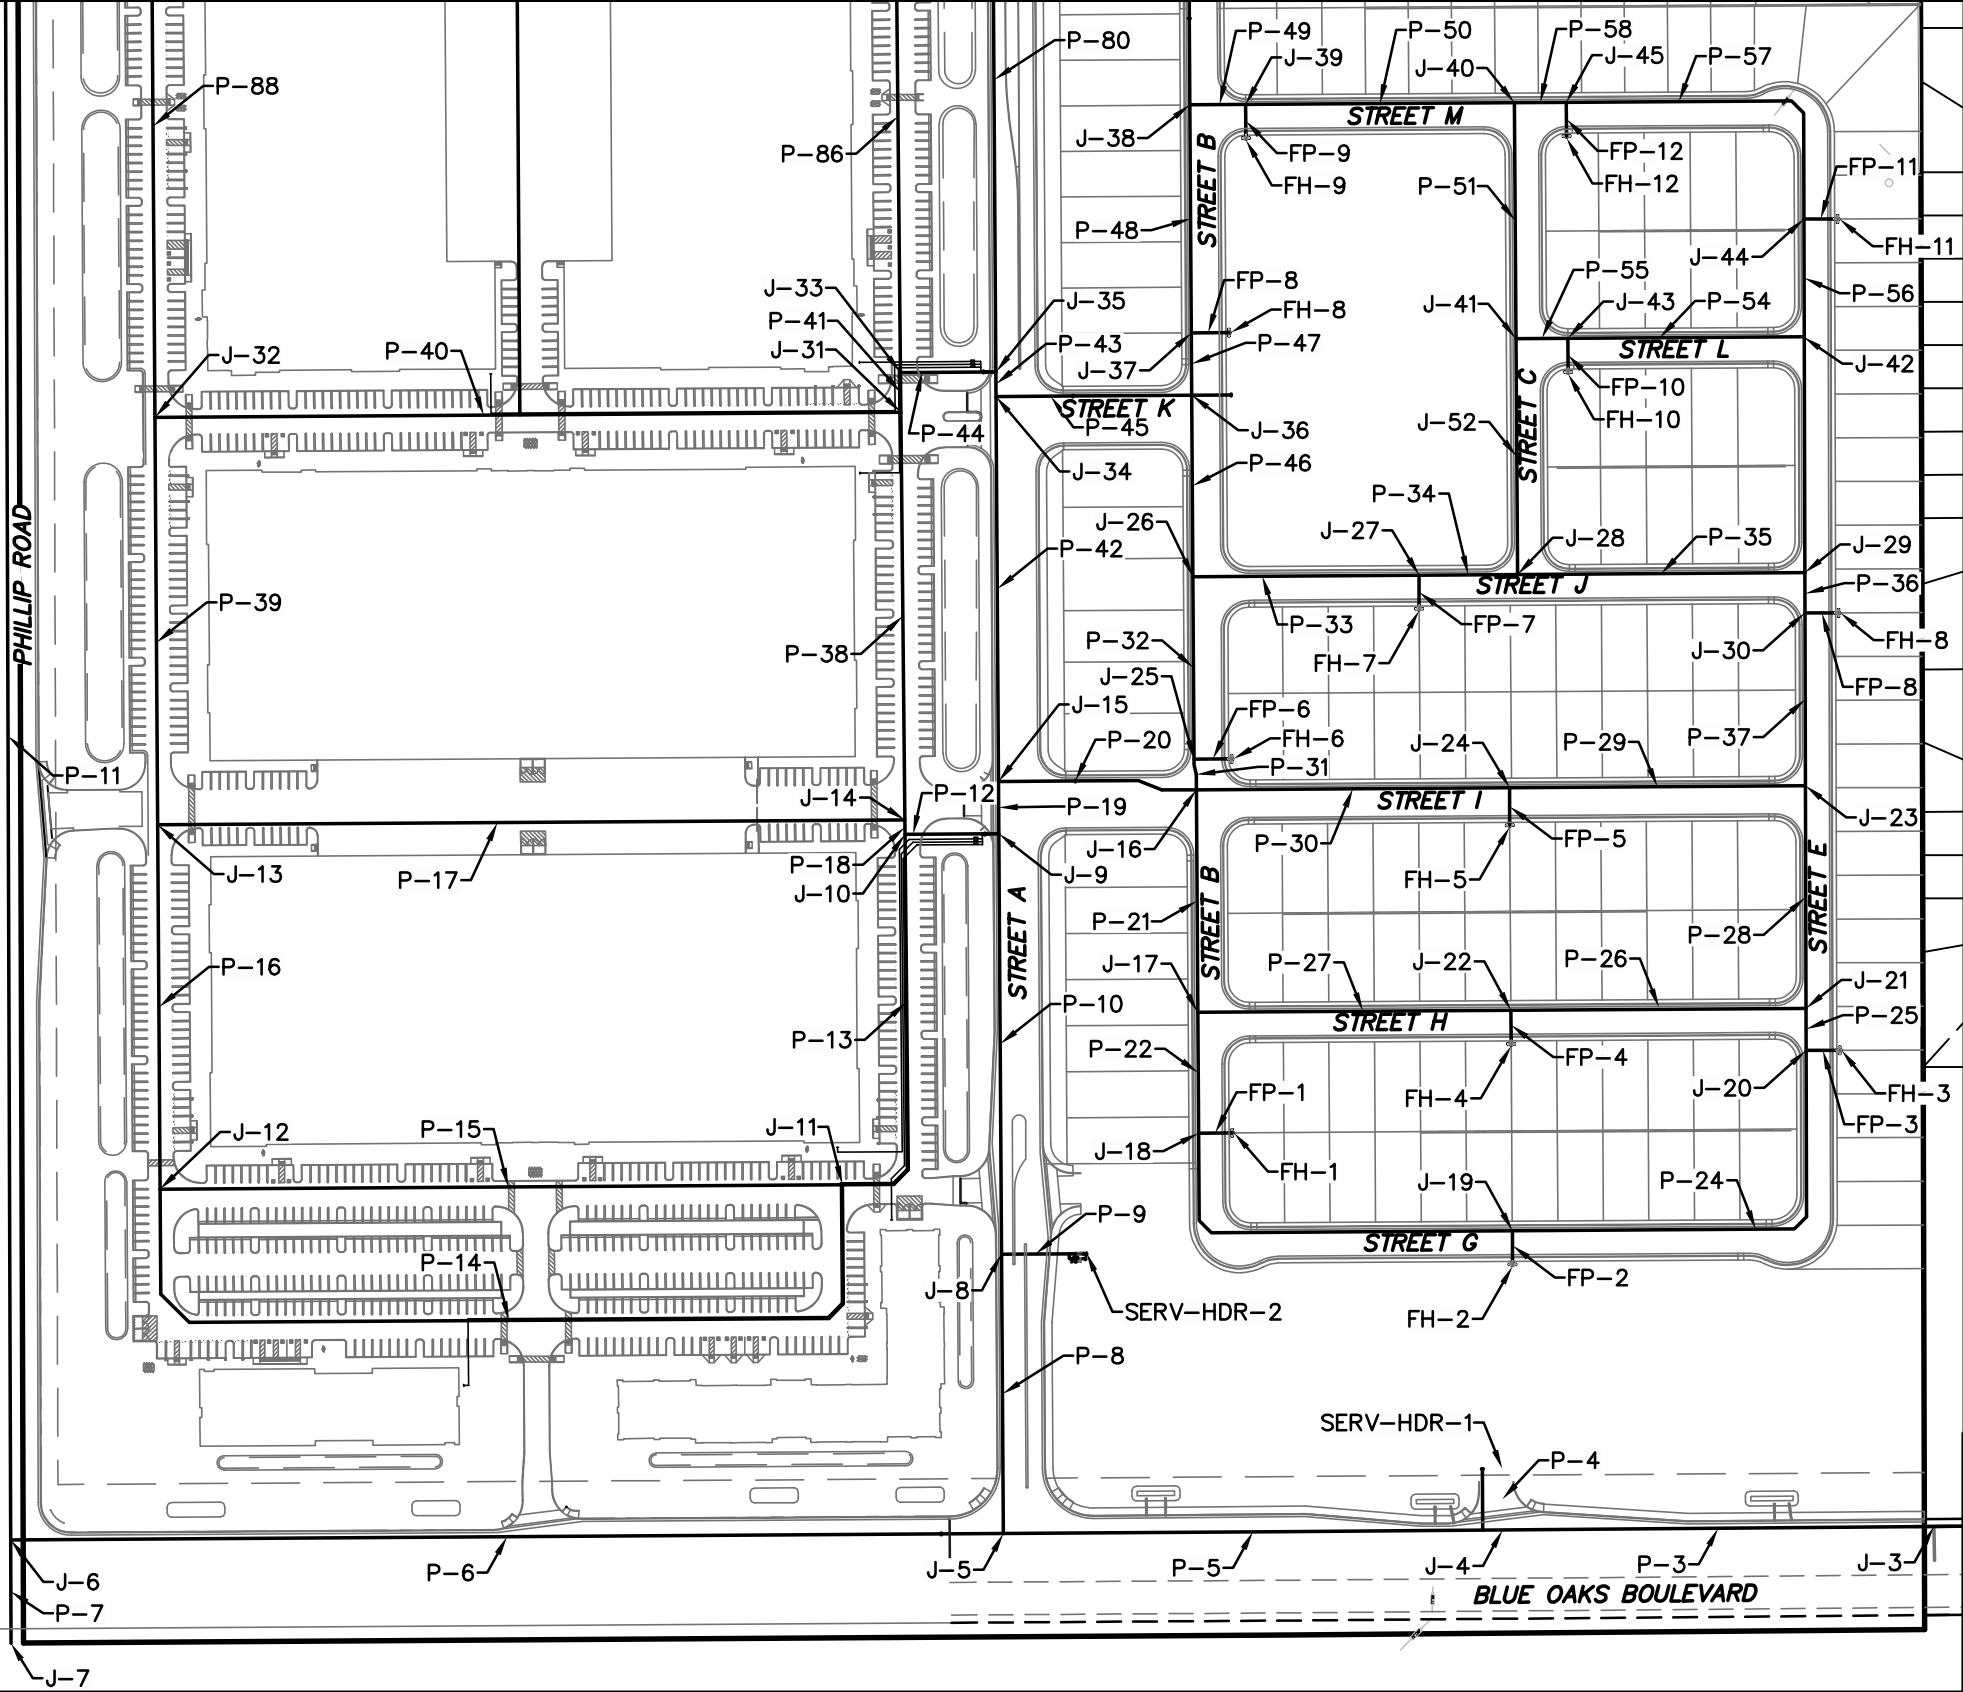 P-49
P-50
P-58
P-80
J-39
J-45
P-57
J-40
P-88
STREET M
J-38
P-86
FP-9
FP-12
FP-11
FH-9
FH-12
P-51
STREET B
P-48
FH-11
J-44
P-55
FP-8
J-33
J-35
J-43
P-54
P-56
FH-8
J-41
P-41
P-43
P-47
STREET L
J-31
J-32
P-40
J-42
J-37
FP-10
STREET C
STREET K
FH-10
P-45
P-44
J-36
J-52
J-34
P-46
P-34
J-26
J-27
PHILLIP ROAD
P-42
J-28
P-35
J-29
STREET J
P-36
P-39
P-33
FP-7
P-32
FH-8
P-38
J-30
FH-7
J-25
FP-8
J-15
FP-6
P-20
FH-6
J-24
P-29
P-37
P-31
P-11
J-14
P-12
P-19
STREET I
J-23
P-30
FP-5
J-16
P-18
J-13
P-17
J-9
FH-5
J-10
STREET E
P-21
STREET B
STREET A
P-28
P-16
J-17
P-27
J-22
P-26
J-21
P-10
P-25
STREET H
P-13
P-22
FP-4
J-20
FP-1
FH-4
FH-3
FP-3
J-12
P-15
J-11
J-18
FH-1
J-19
P-24
P-9
STREET G
P-14
FP-2
J-8
SERV-HDR-2
FH-2
P-8
SERV-HDR-1
P-4
P-6
J-5
P-5
J-4
P-3
J-3
J-6
P-7
BLUE OAKS BOULEVARD
J-7